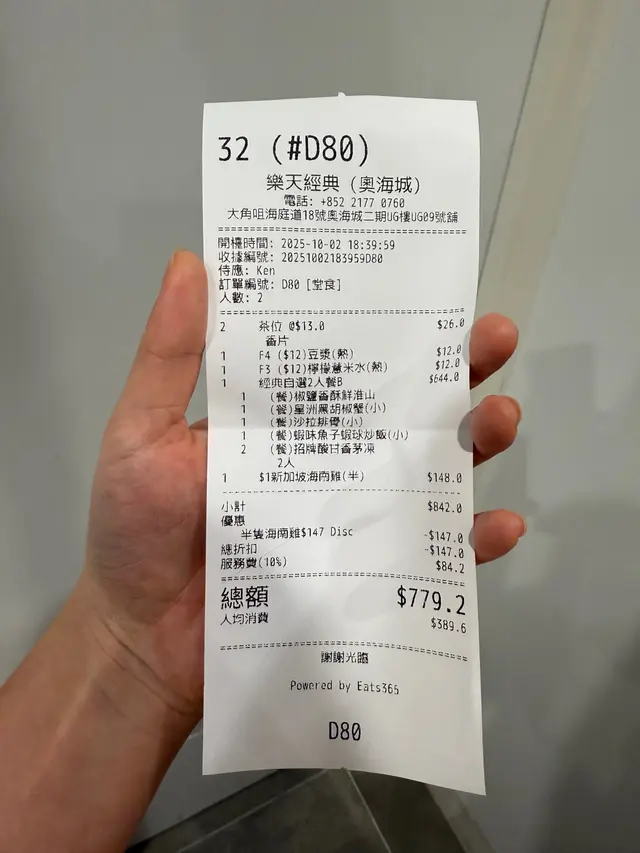 32 (#D80)
樂天經典 (奧海城)
電話: +852 2177 0760
大角咀海庭道18號奧海城二期UG樓UG09號舖
開檯時間: 2025-10-02 18:39:59
收據編號: 20251002183959D80
侍應: Ken
訂單編號: D80 [堂食]
人數: 2
2 茶位 @$13.0 $26.0
香片
1 F4 ($12)豆漿(熱) $12.0
1 F3 ($12)檸檬薏米水(熱) $12.0
1 經典自選2人餐B $644.0
1 (餐)椒鹽香酥鮮淮山
1 (餐)星洲黑胡椒蟹(小)
1 (餐)沙拉排骨(小)
1 (餐)蝦味魚子蝦球炒飯(小)
2 (餐)招牌酸甘香茅凍
2人
1 $1新加坡海南雞(半) $148.0
小計 $842.0
優惠
半隻海南雞$147 Disc -$147.0
總折扣 -$147.0
服務費(10%) $84.2
總額 $779.2
人均消費 $389.6
謝謝光臨
Powered by Eats365
D80